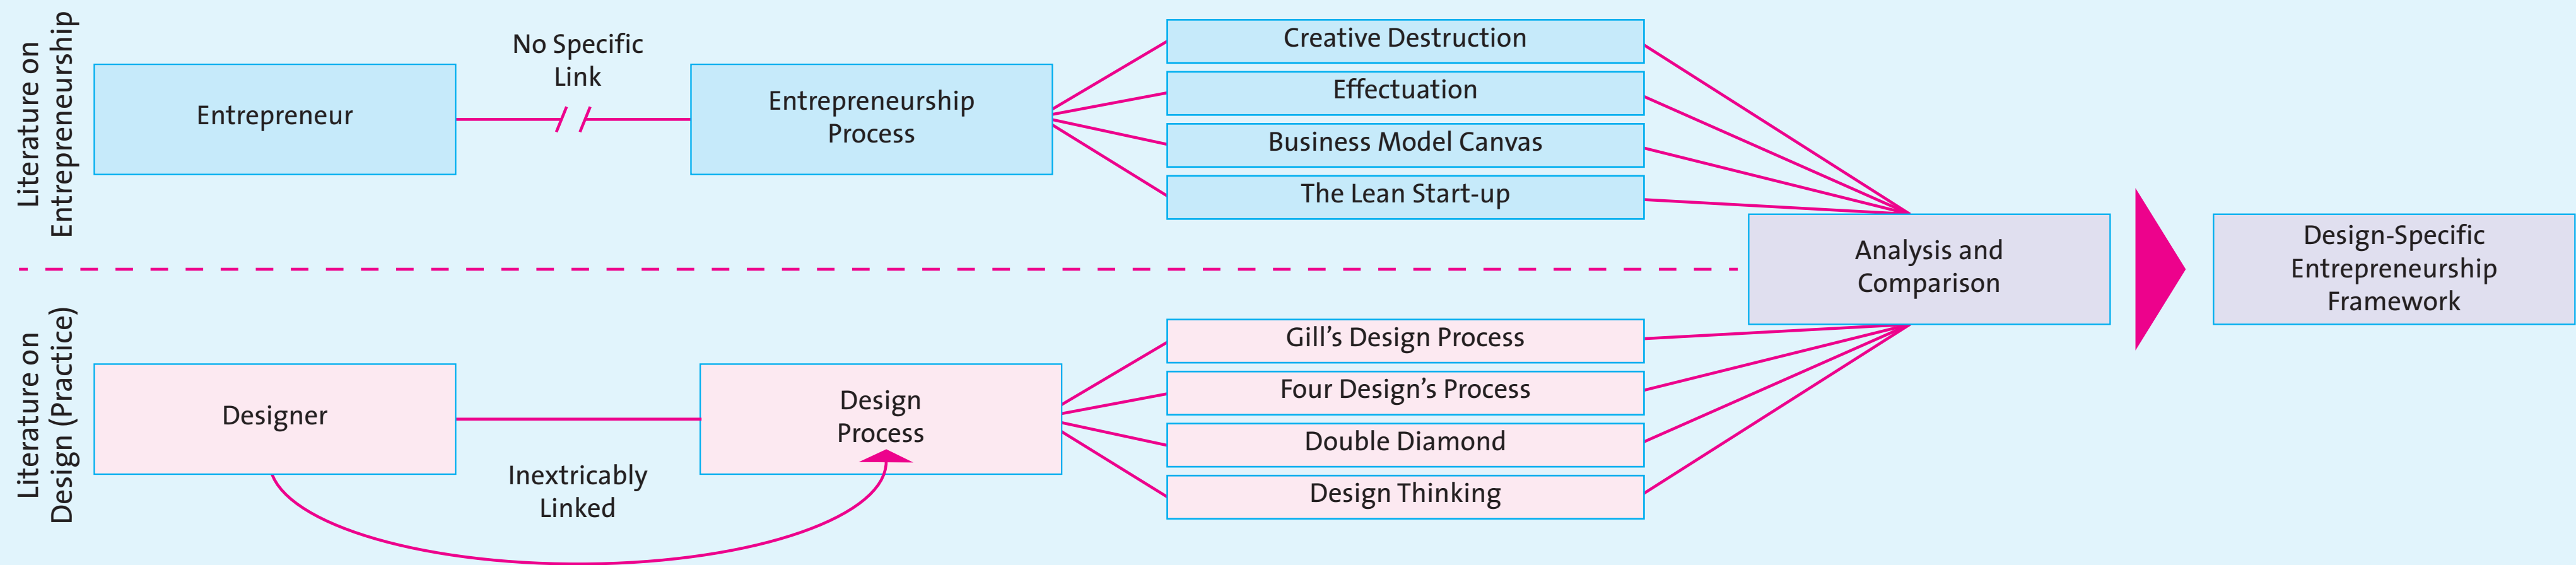 Literature on
Entrepreneurship
Entrepreneur
No Specific
Link
Entrepreneurship
Process
Creative Destruction
Effectuation
Business Model Canvas
The Lean Start-up
Literature on
Design (Practice)
Designer
Inextricably
Linked
Design
Process
Gill’s Design Process
Four Design’s Process
Double Diamond
Design Thinking
Analysis and
Comparison
Design-Specific
Entrepreneurship
Framework